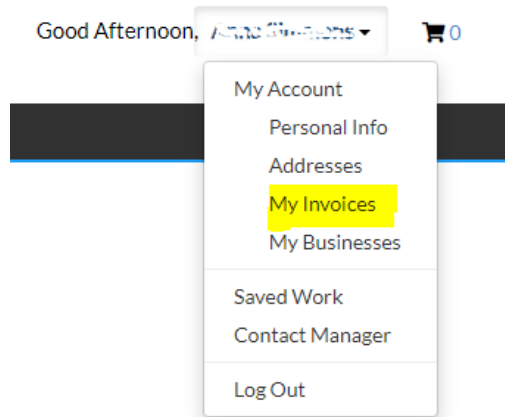 Good Afternoon,
0
My Account
Personal Info
Addresses
My Invoices
My Businesses
Saved Work
Contact Manager
Log Out